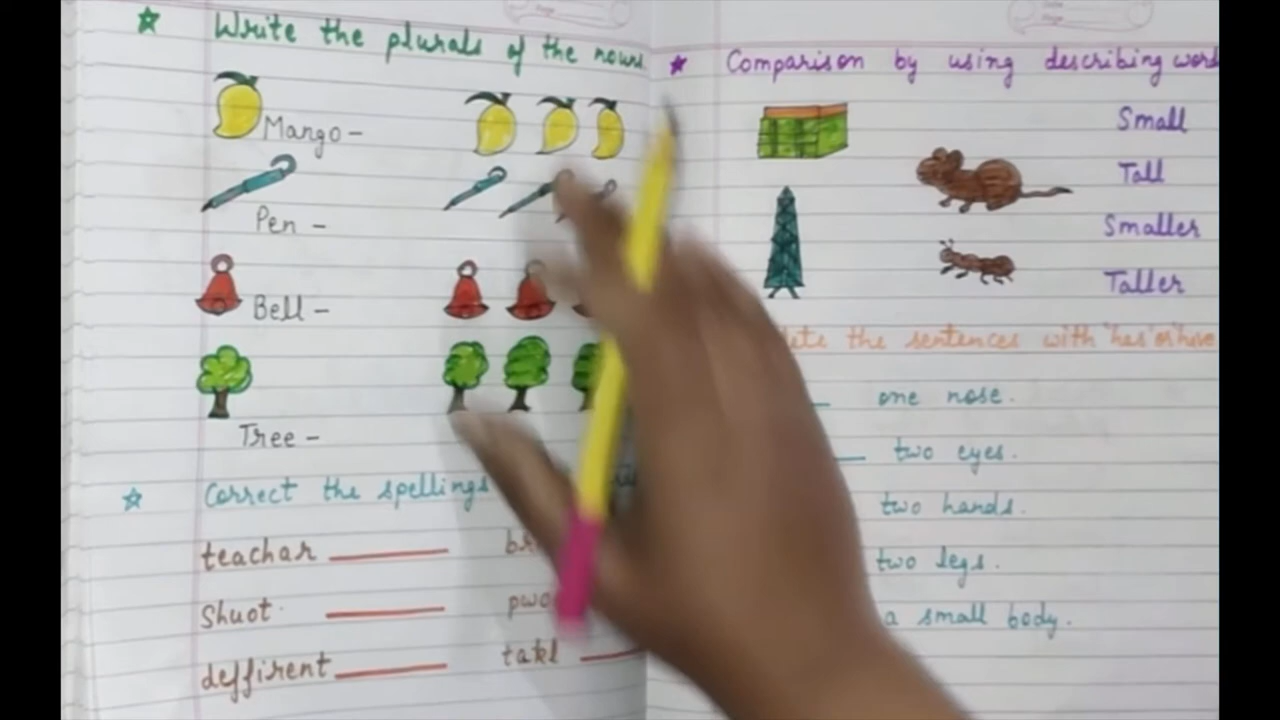 Write the plurals of the nouns
Mango -
Pen -
Bell -
Tree -
Correct the spellings
teachar
Shuot
deffirent
takl
Comparison by using describing
Small
Tall
Smaller
Taller
the sentences with 'has' or have
one nose.
two eyes.
two hands.
two legs.
a small body.